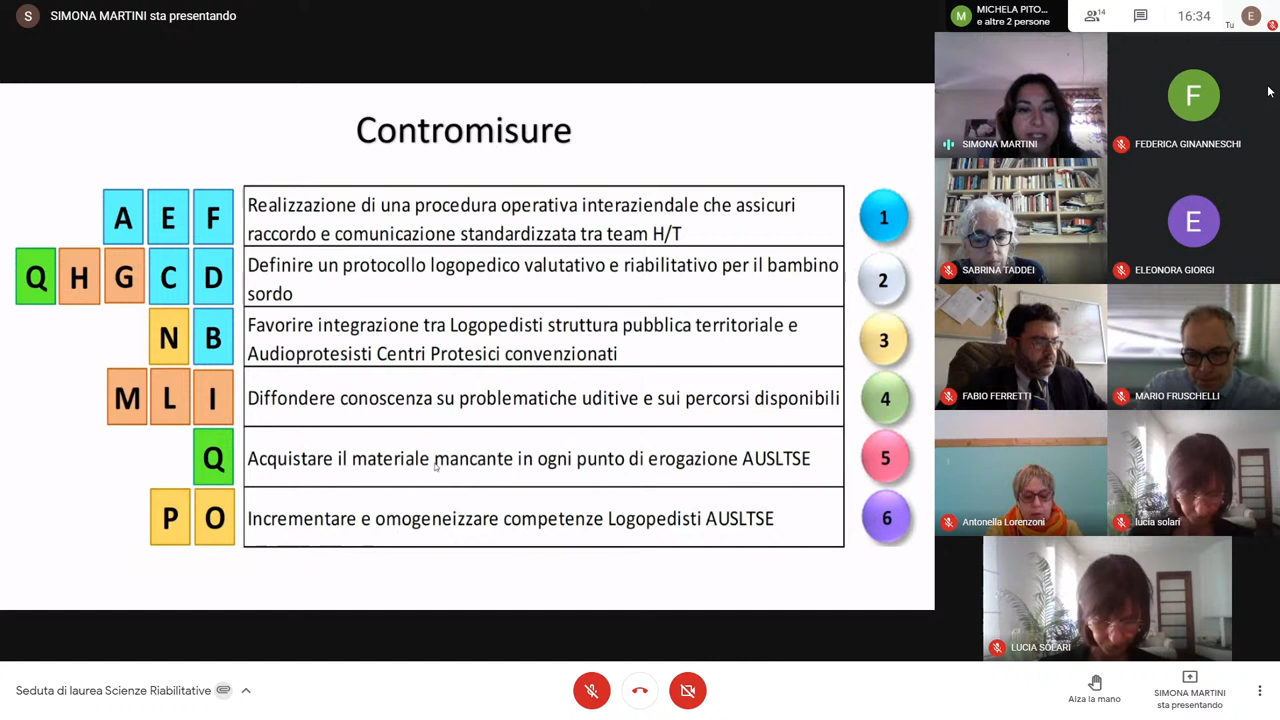 S SIMONA MARTINI sta presentando
M MICHELA PITO...
e altre 2 persone
14
16:34
Tu
E
Contromisure
A E F
Realizzazione di una procedura operativa interaziendale che assicuri
raccordo e comunicazione standardizzata tra team H/T
1
Q H G C D
Definire un protocollo logopedico valutativo e riabilitativo per il bambino
sordo
2
N B
Favorire integrazione tra Logopedisti struttura pubblica territoriale e
Audioprotesisti Centri Protesici convenzionati
3
M L I
Diffondere conoscenza su problematiche uditive e sui percorsi disponibili
4
Q
Acquistare il materiale mancante in ogni punto di erogazione AUSLTSE
5
P O
Incrementare e omogeneizzare competenze Logopedisti AUSLTSE
6
SIMONA MARTINI
F
FEDERICA GINANNESCHI
SABRINA TADDEI
E
ELEONORA GIORGI
FABIO FERRETTI
MARIO FRUSCHELLI
Antonella Lorenzoni
lucia solari
LUCIA SOLARI
Seduta di laurea Scienze Riabilitative
Alza la mano
SIMONA MARTINI
sta presentando